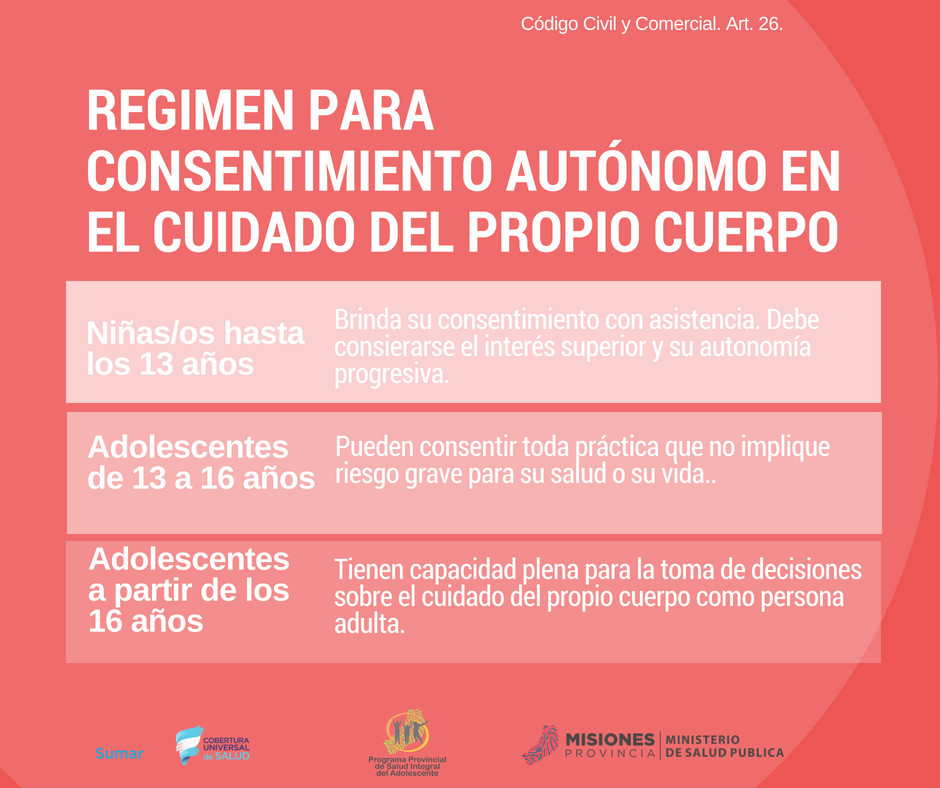 Código Civil y Comercial. Art. 26.
REGIMEN PARA
CONSENTIMIENTO AUTÓNOMO EN
EL CUIDADO DEL PROPIO CUERPO
Niñas/os hasta
los 13 años
Brinda su consentimiento con asistencia. Debe
consierarse el interés superior y su autonomía
progresiva.
Adolescentes
de 13 a 16 años
Pueden consentir toda práctica que no implique
riesgo grave para su salud o su vida..
Adolescentes
a partir de los
16 años
Tienen capacidad plena para la toma de decisiones
sobre el cuidado del propio cuerpo como persona
adulta.
Sumar
COBERTURA
UNIVERSAL
de SALUD
Programa Provincial
de Salud Integral
del Adolescente
MISIONES
PROVINCIA
MINISTERIO
DE SALUD PUBLICA